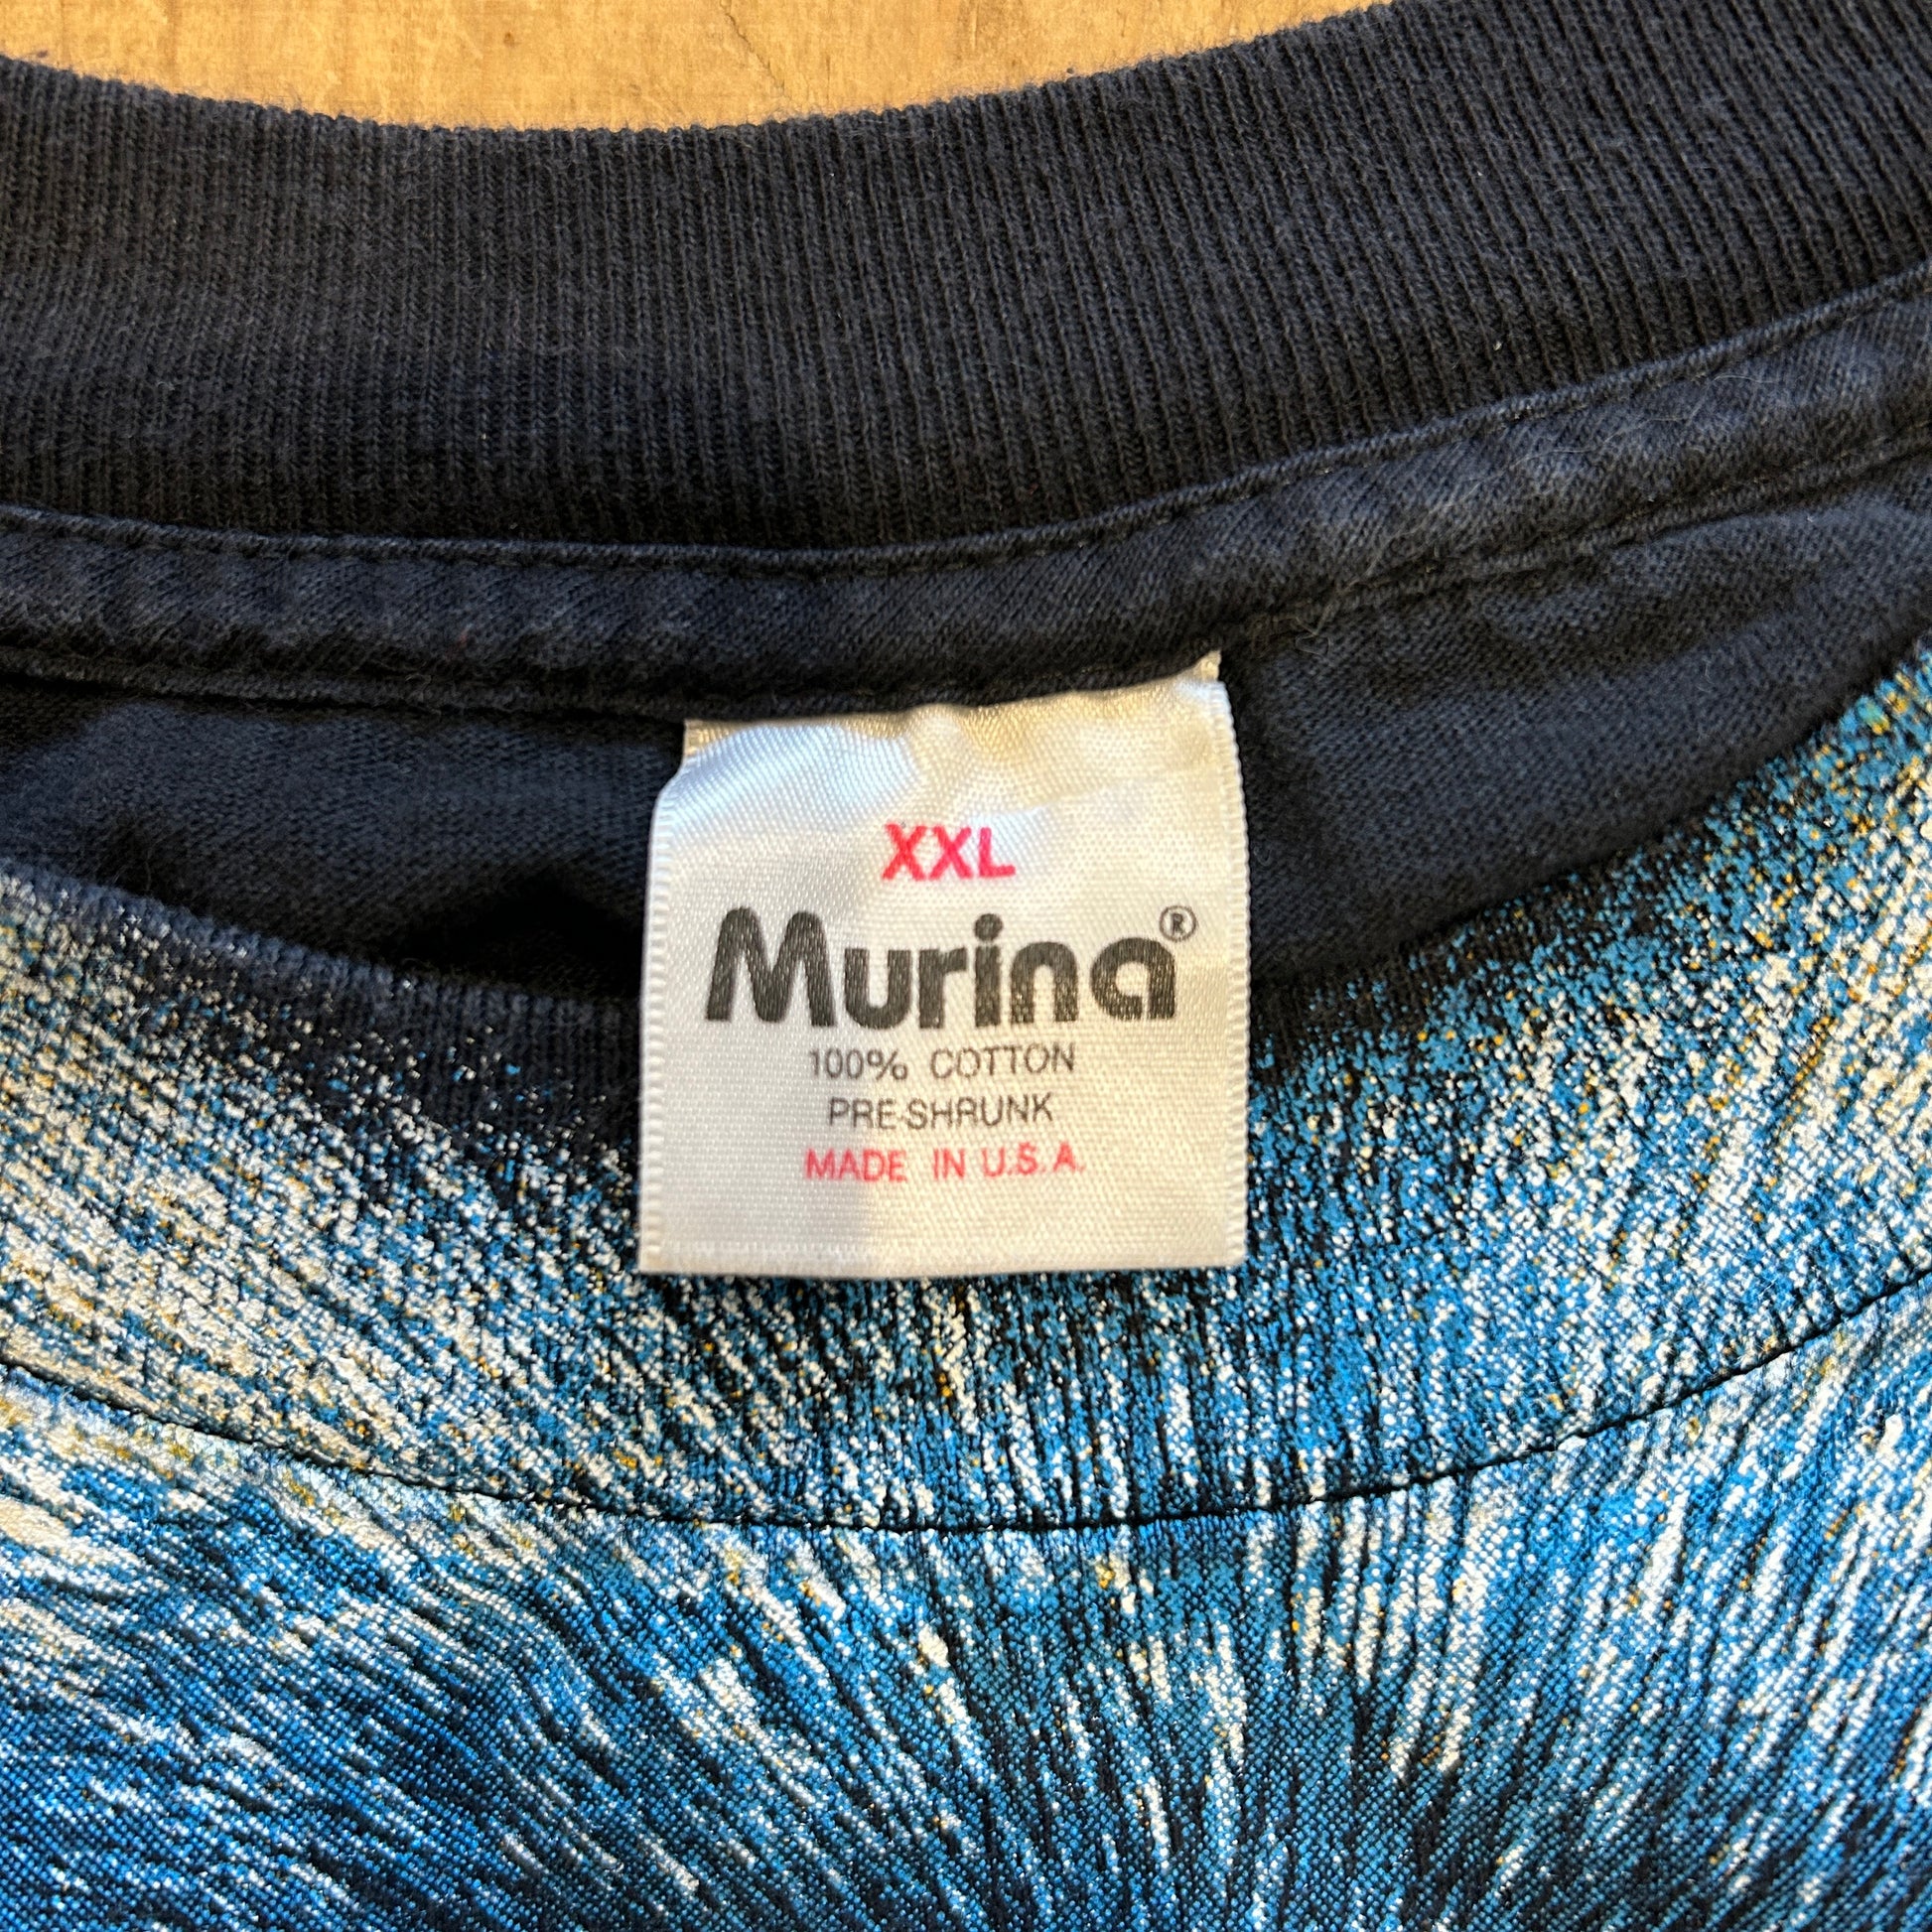 XXL
Murina®
100% COTTON
PRE-SHRUNK
MADE IN U.S.A.